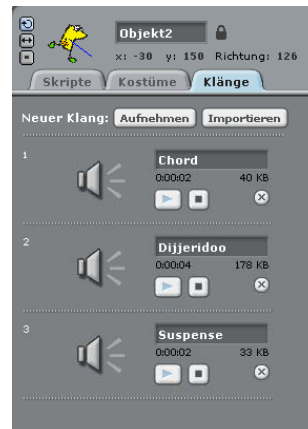 Objekt2
x: -30 y: 150 Richtung: 126
Skripte Kostüme Klänge
Neuer Klang: Aufnehmen Importieren
1 Chord
0:00:02 40 KB
2 Dijjeridoo
0:00:04 178 KB
3 Suspense
0:00:02 33 KB